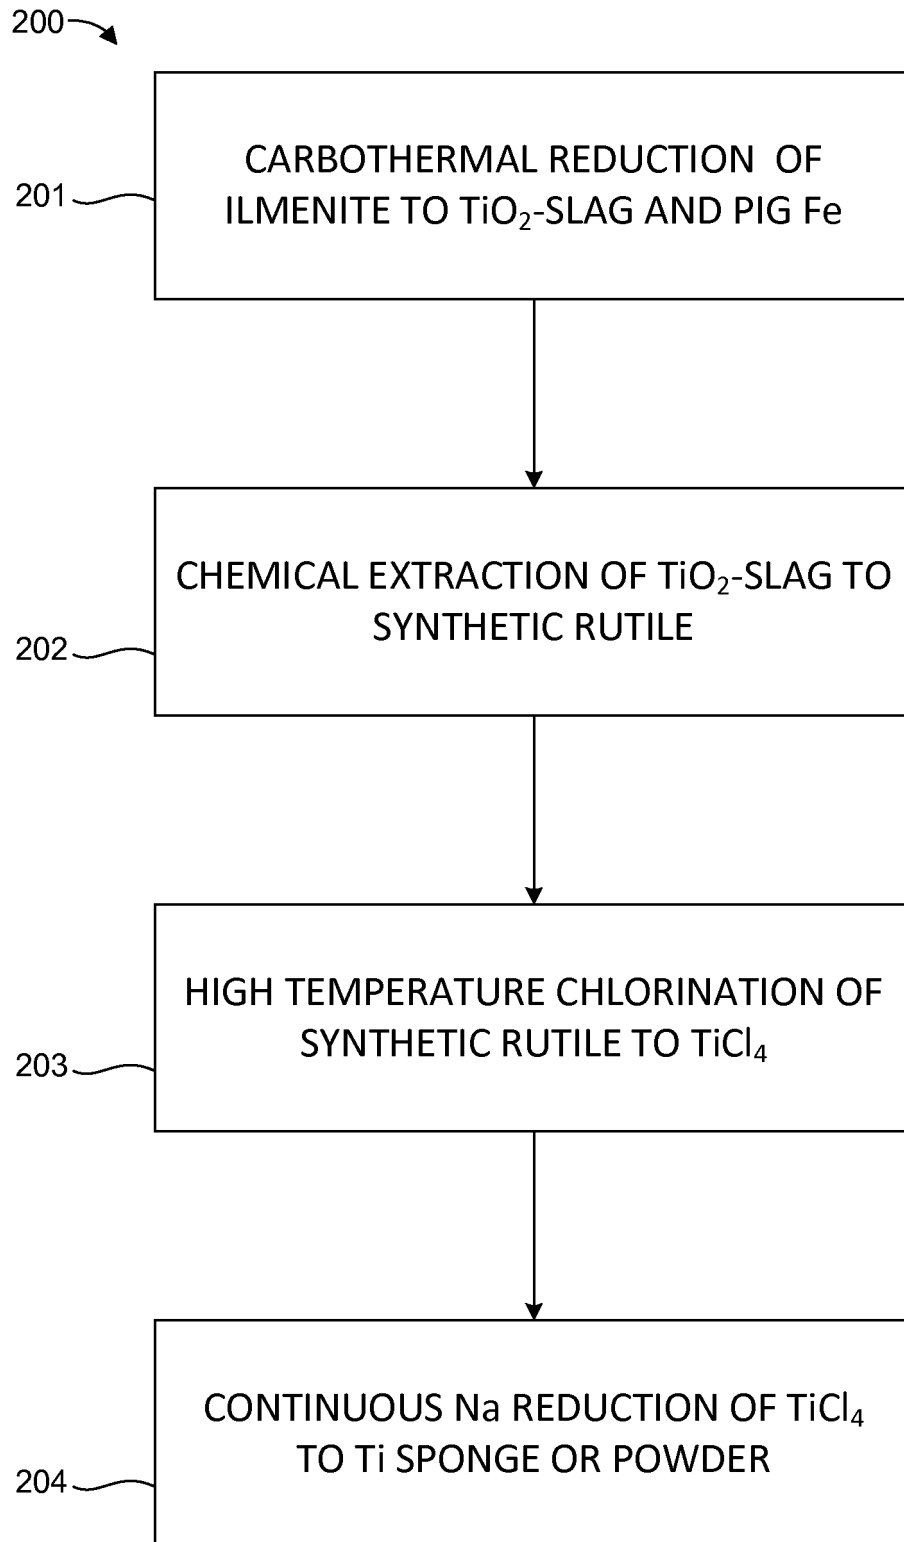 200
201
CARBOTHERMAL REDUCTION OF
ILMENITE TO TiO₂-SLAG AND PIG Fe
202
CHEMICAL EXTRACTION OF TiO₂-SLAG TO
SYNTHETIC RUTILE
203
HIGH TEMPERATURE CHLORINATION OF
SYNTHETIC RUTILE TO TiCl₄
204
CONTINUOUS Na REDUCTION OF TiCl₄
TO Ti SPONGE OR POWDER